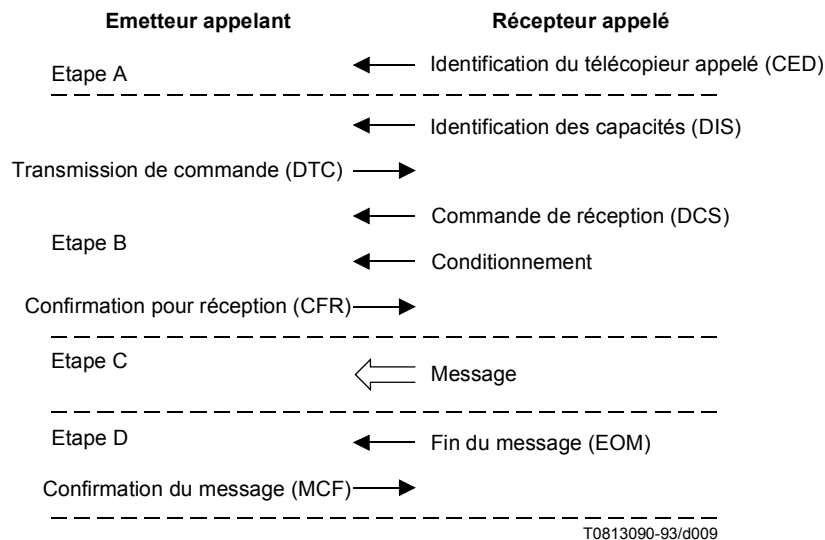 Emetteur appelant Récepteur appelé
Etape A
Identification du télécopieur appelé (CED)
Identification des capacités (DIS)
Transmission de commande (DTC)
Commande de réception (DCS)
Etape B
Conditionnement
Confirmation pour réception (CFR)
Etape C
Message
Etape D
Fin du message (EOM)
Confirmation du message (MCF)
T0813090-93/d009